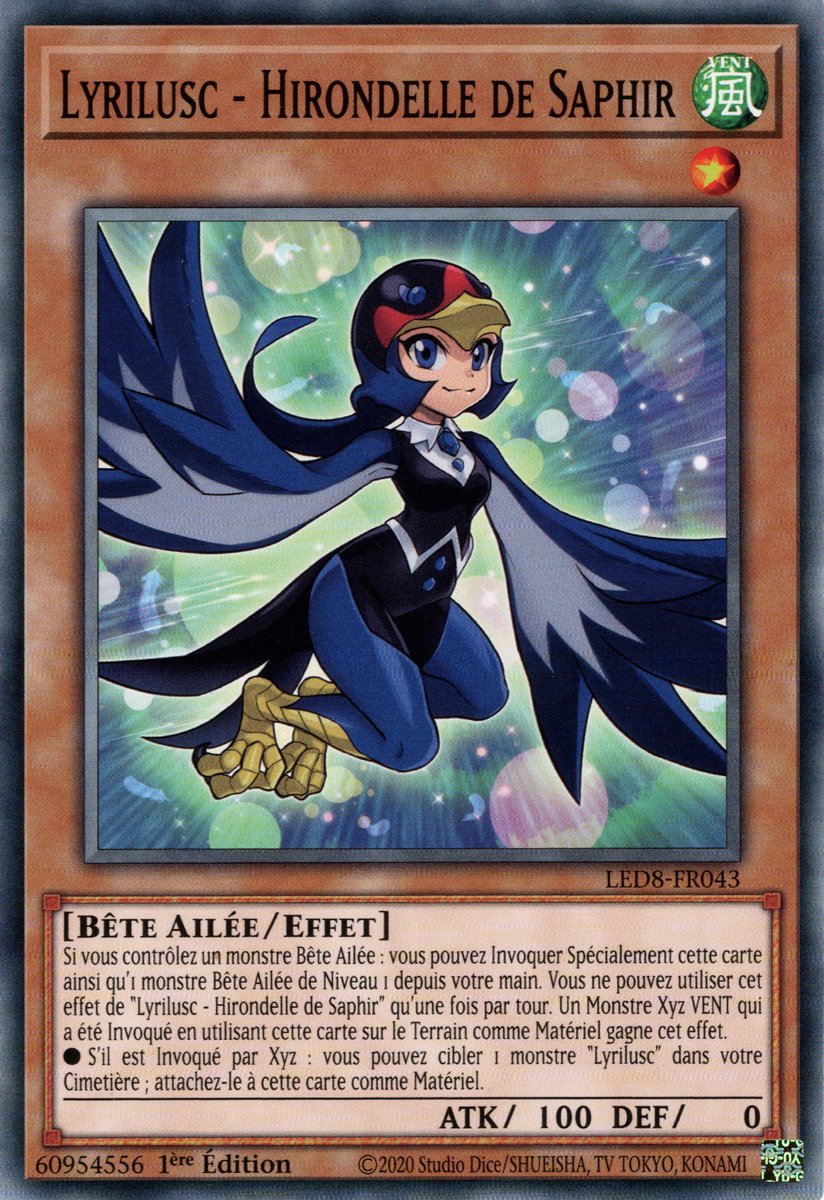 LYRILUSC - HIRONDELLE DE SAPHIR
VENT
風
LED8-FR043
[BÊTE AILÉE/EFFET]
Si vous contrôlez un monstre Bête Ailée : vous pouvez Invoquer Spécialement cette carte
ainsi qu'1 monstre Bête Ailée de Niveau 1 depuis votre main. Vous ne pouvez utiliser cet
effet de "Lyrilusc - Hirondelle de Saphir" qu'une fois par tour. Un Monstre Xyz VENT qui
a été Invoqué en utilisant cette carte sur le Terrain comme Matériel gagne cet effet.
● S'il est Invoqué par Xyz : vous pouvez cibler 1 monstre "Lyrilusc" dans votre
Cimetière ; attachez-le à cette carte comme Matériel.
ATK/ 100 DEF/ 0
60954556 1ère Édition ©2020 Studio Dice/SHUEISHA, TV TOKYO, KONAMI